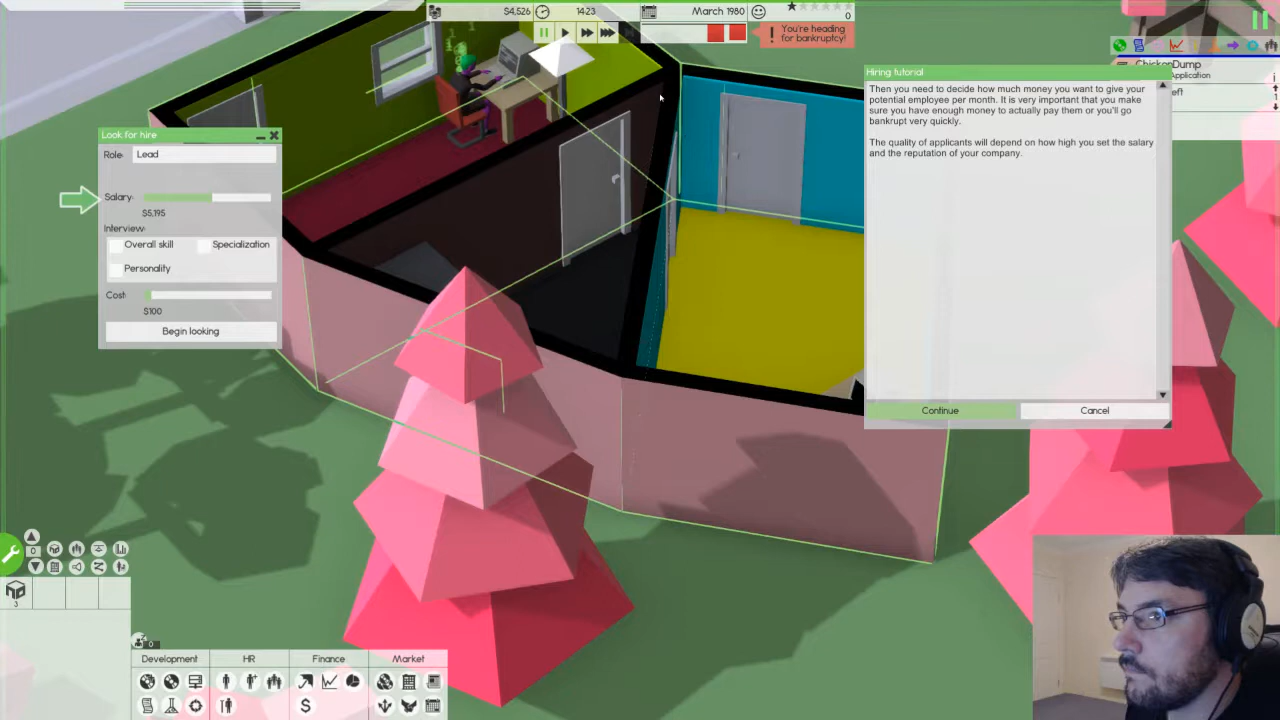 $4,526
1423
March 1980
0
You're heading
for bankruptcy!
ChickenDump
Application
Hiring tutorial
Then you need to decide how much money you want to give your
potential employee per month. It is very important that you make
sure you have enough money to actually pay them or you'll go
bankrupt very quickly.
The quality of applicants will depend on how high you set the salary
and the reputation of your company.
Continue
Cancel
Look for hire
Role:
Lead
Salary:
$5,195
Interview:
Overall skill
Specialization
Personality
Cost:
$100
Begin looking
0
3
0
Development
HR
Finance
Market